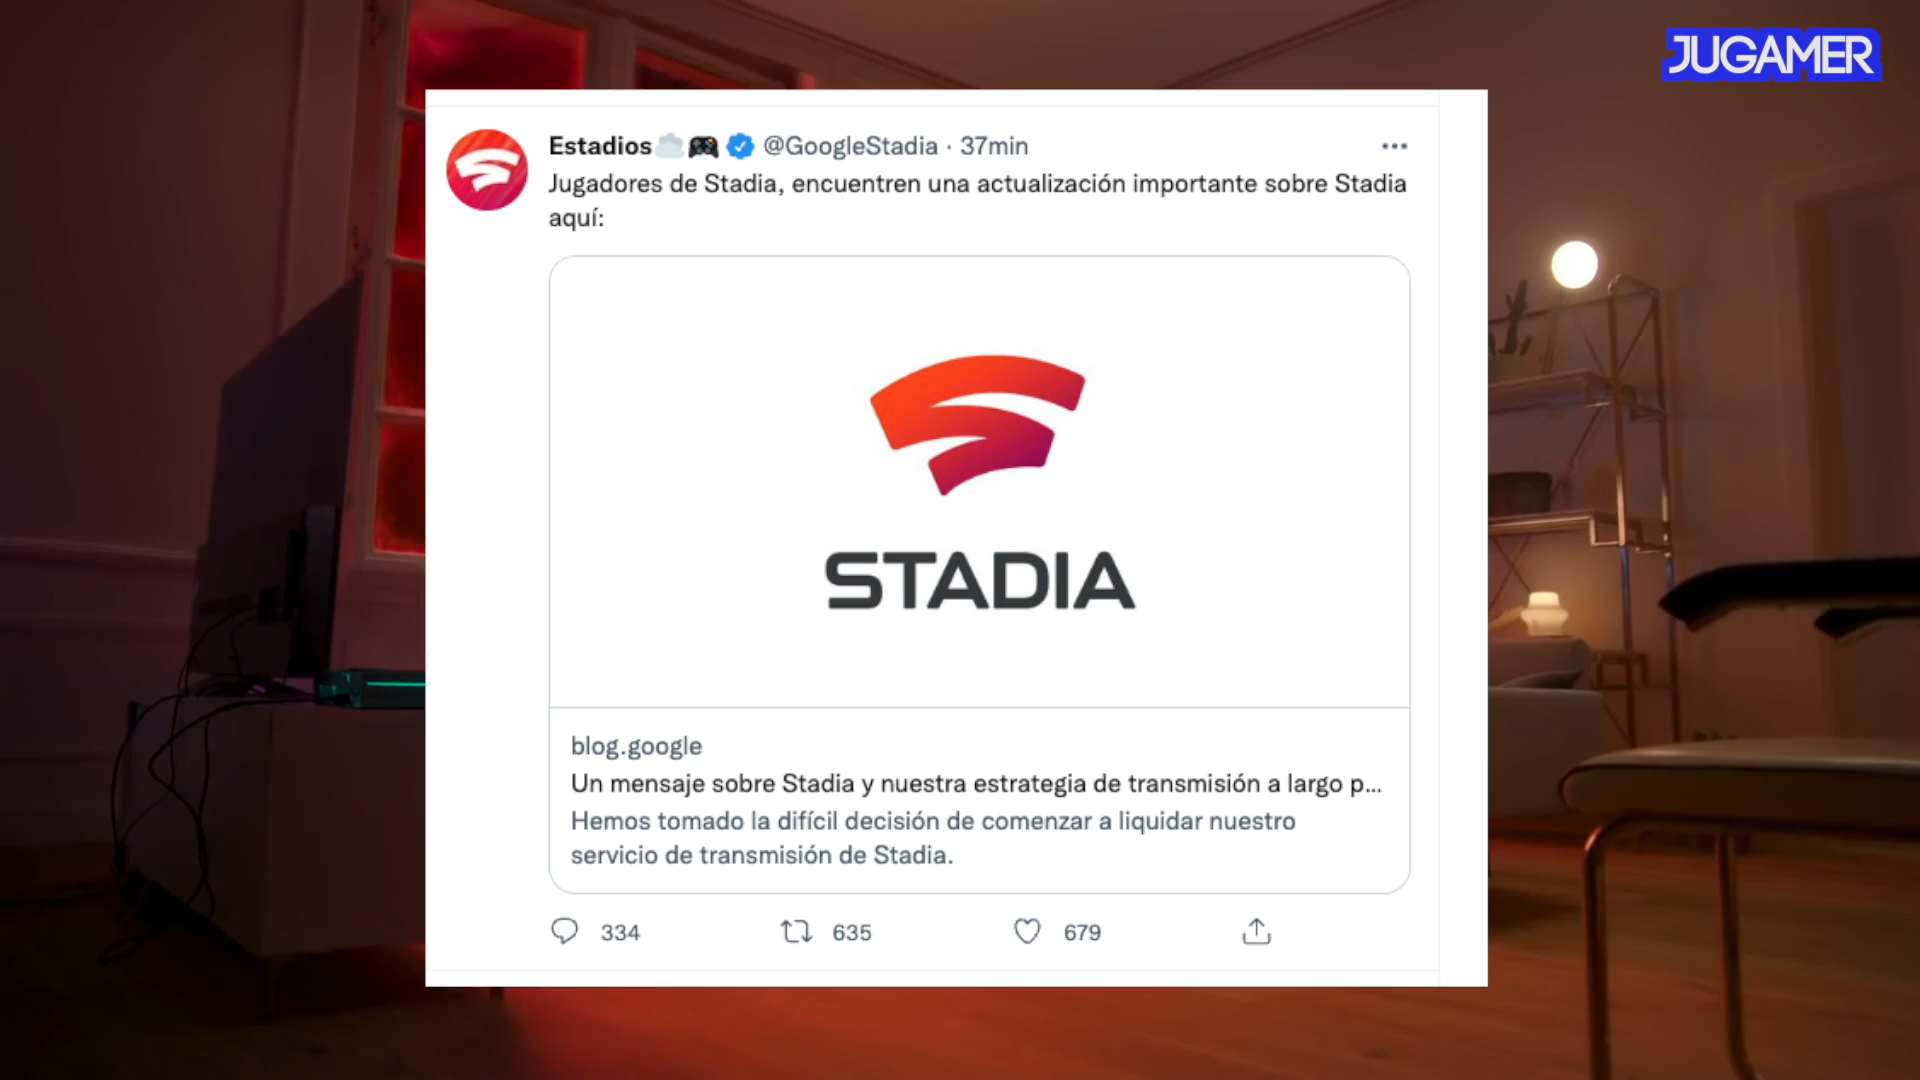 JUGAMER
Estadios @GoogleStadia · 37min
Jugadores de Stadia, encuentren una actualización importante sobre Stadia
aquí:
STADIA
blog.google
Un mensaje sobre Stadia y nuestra estrategia de transmisión a largo p...
Hemos tomado la difícil decisión de comenzar a liquidar nuestro
servicio de transmisión de Stadia.
334 635 679